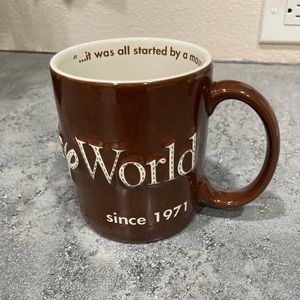 "...it was all started by a
World
since 1971